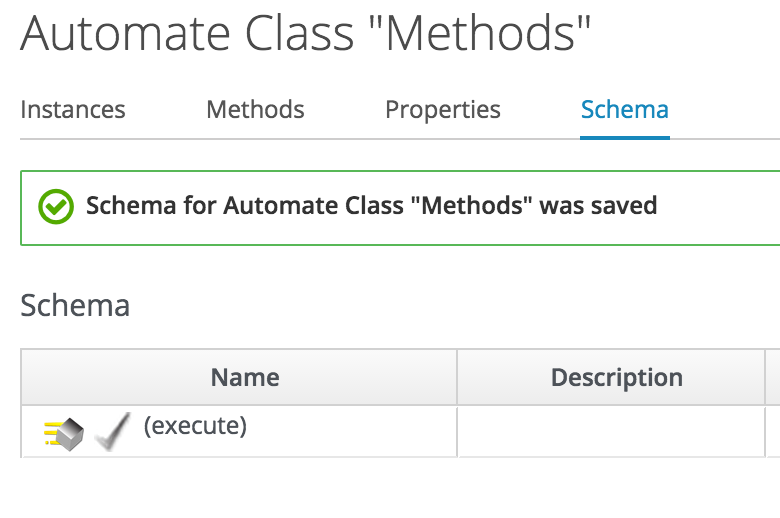 Automate Class "Methods"
Instances Methods Properties Schema
Schema for Automate Class "Methods" was saved
Schema
Name Description
(execute)